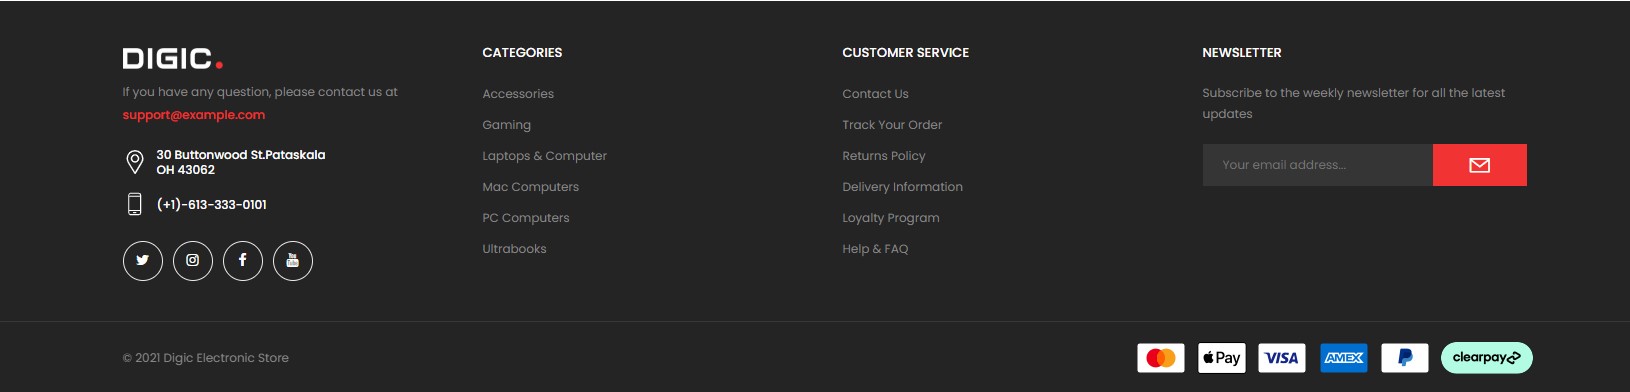 DIGIC.
If you have any question, please contact us at
support@example.com
30 Buttonwood St.Pataskala
OH 43062
(+1)-613-333-0101
You
Tube
CATEGORIES
Accessories
Gaming
Laptops & Computer
Mac Computers
PC Computers
Ultrabooks
CUSTOMER SERVICE
Contact Us
Track Your Order
Returns Policy
Delivery Information
Loyalty Program
Help & FAQ
NEWSLETTER
Subscribe to the weekly newsletter for all the latest
updates
Your email address...
© 2021 Digic Electronic Store
Pay
VISA
AMEX
clearpay